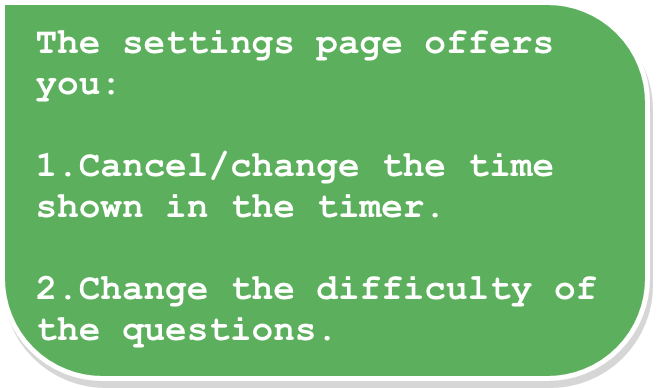 The settings page offers
you:
1.Cancel/change the time
shown in the timer.
2.Change the difficulty of
the questions.